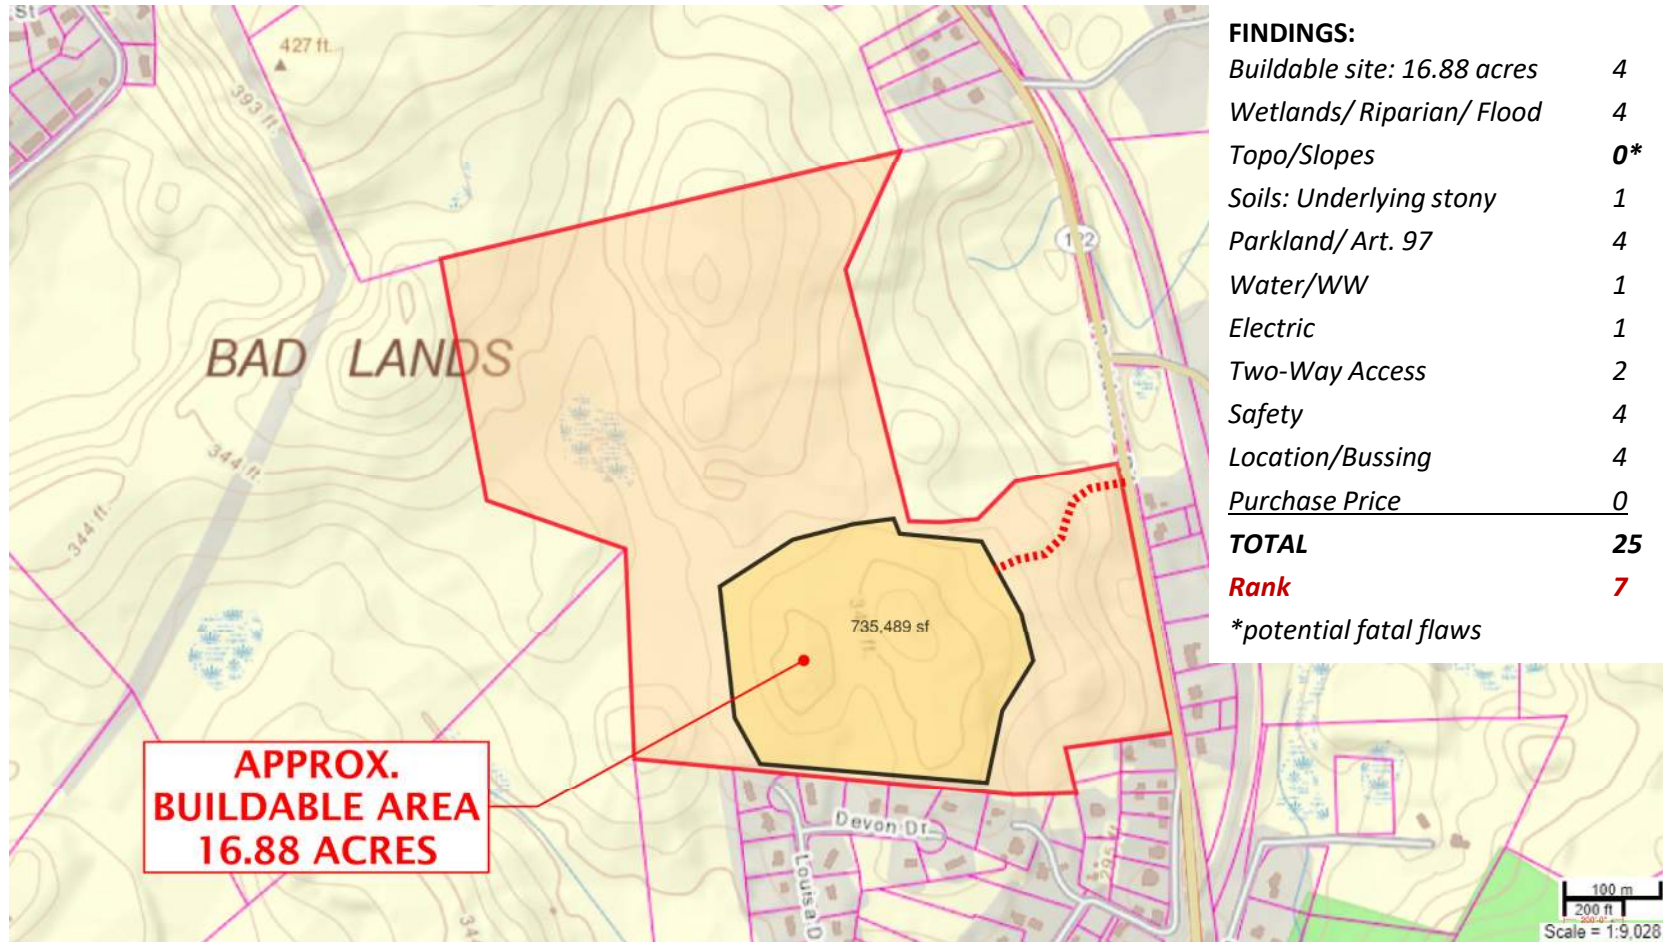 St
427 ft.
393 ft.
BAD LANDS
344 ft.
344 ft.
122
735,489 sf
APPROX.
BUILDABLE AREA
16.88 ACRES
Devon Dr
Louisa D
FINDINGS:
Buildable site: 16.88 acres 4
Wetlands/ Riparian/ Flood 4
Topo/Slopes 0*
Soils: Underlying stony 1
Parkland/ Art. 97 4
Water/WW 1
Electric 1
Two-Way Access 2
Safety 4
Location/Bussing 4
Purchase Price 0
TOTAL 25
Rank 7
*potential fatal flaws
100 m
200 ft
Scale = 1:9,028